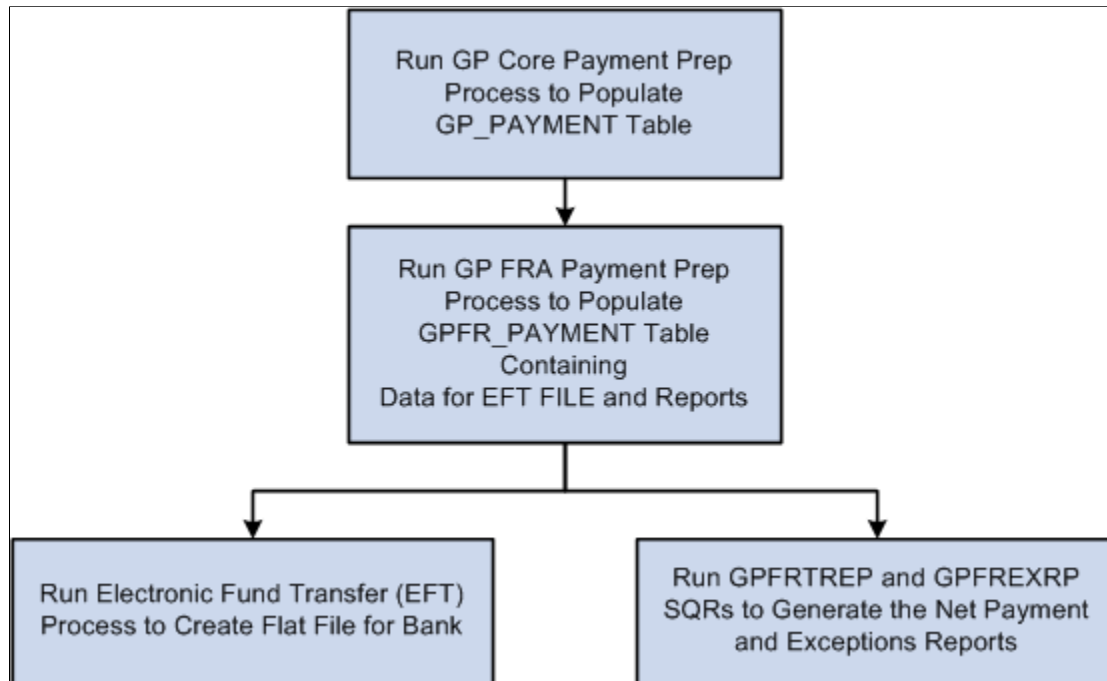 Run GP Core Payment Prep
Process to Populate
GP_PAYMENT Table
Run GP FRA Payment Prep
Process to Populate
GPFR_PAYMENT Table
Containing
Data for EFT FILE and Reports
Run Electronic Fund Transfer (EFT)
Process to Create Flat File for Bank
Run GPFRTREP and GPFREXRP
SQRs to Generate the Net Payment
and Exceptions Reports